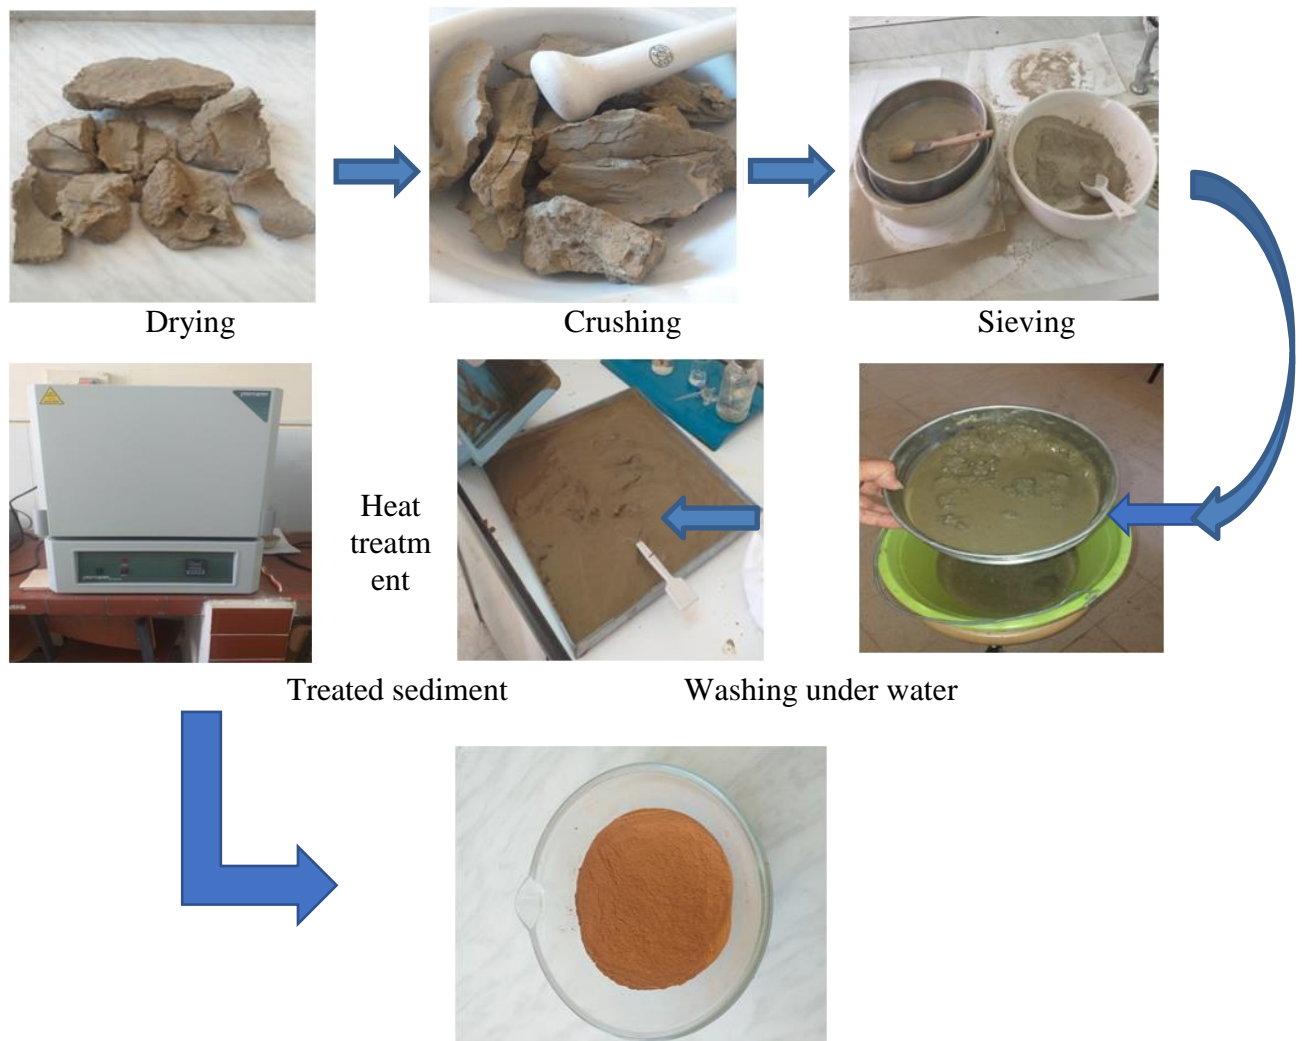 Drying
Crushing
Sieving
Heat
treatm
ent
Treated sediment
Washing under water